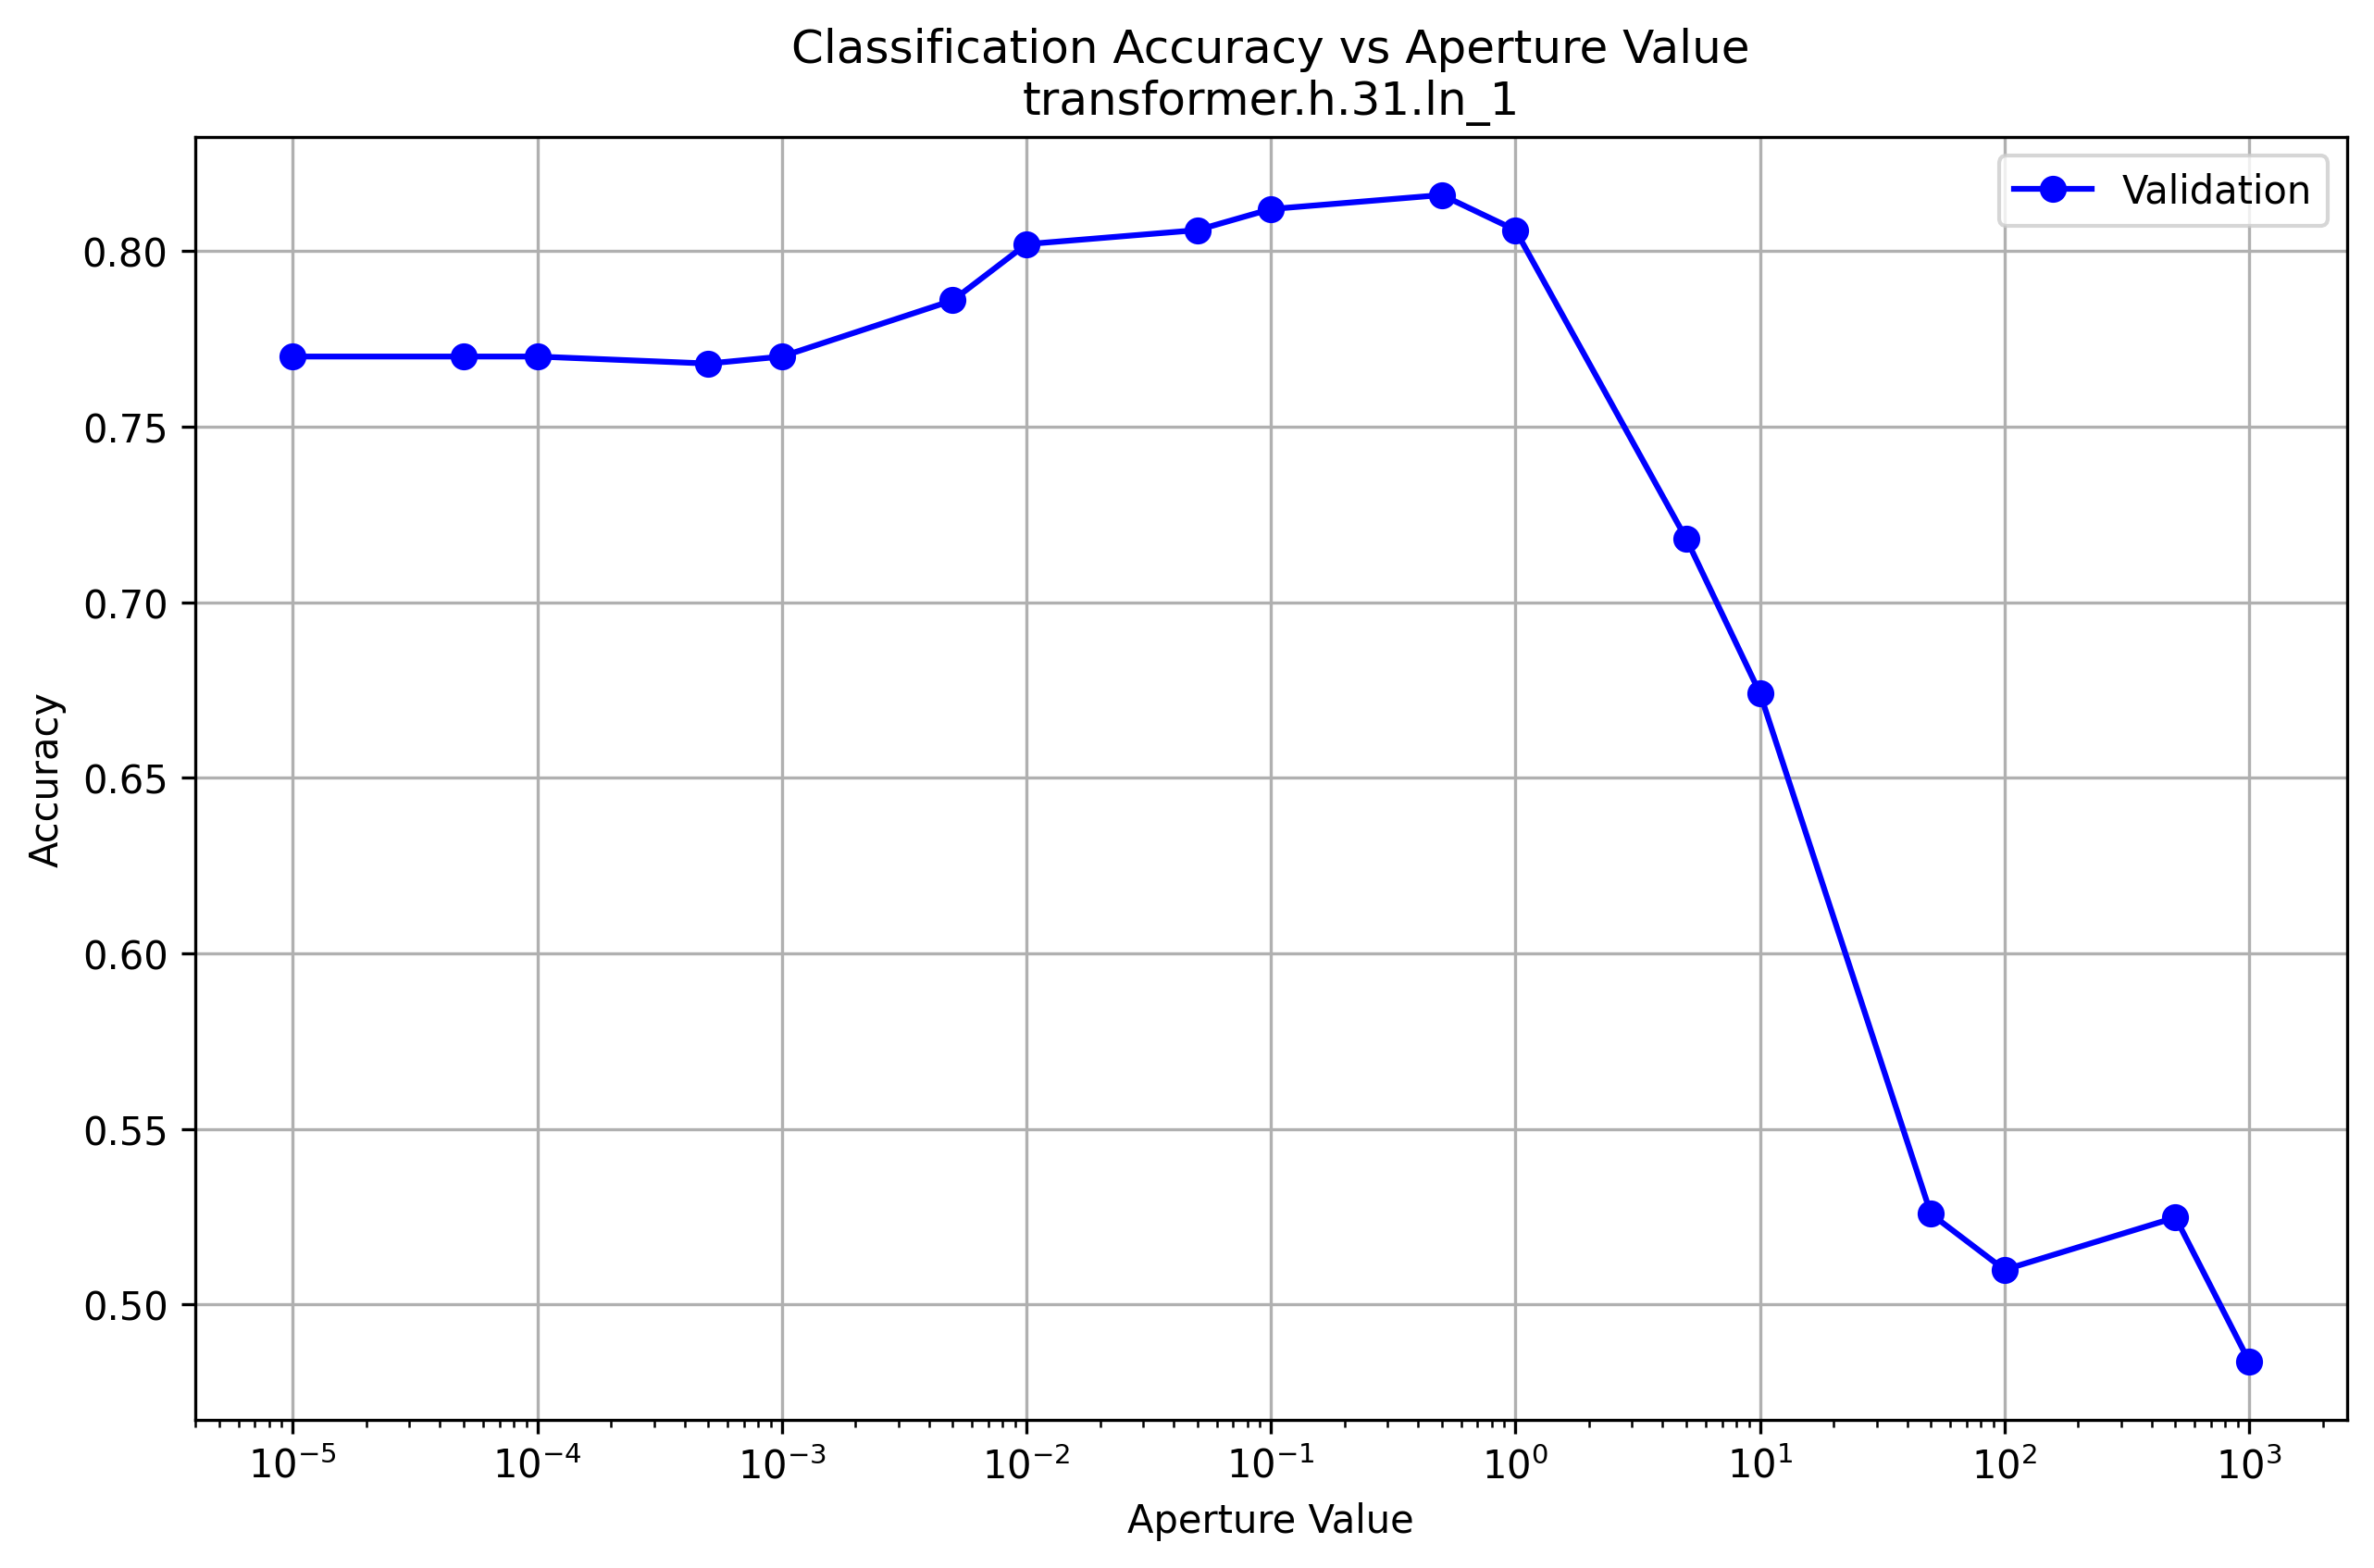 Classification Accuracy vs Aperture Value
transformer.h.31.ln_1
Validation
Accuracy
0.80
0.75
0.70
0.65
0.60
0.55
0.50
10⁻⁵ 10⁻⁴ 10⁻³ 10⁻² 10⁻¹ 10⁰ 10¹ 10² 10³
Aperture Value